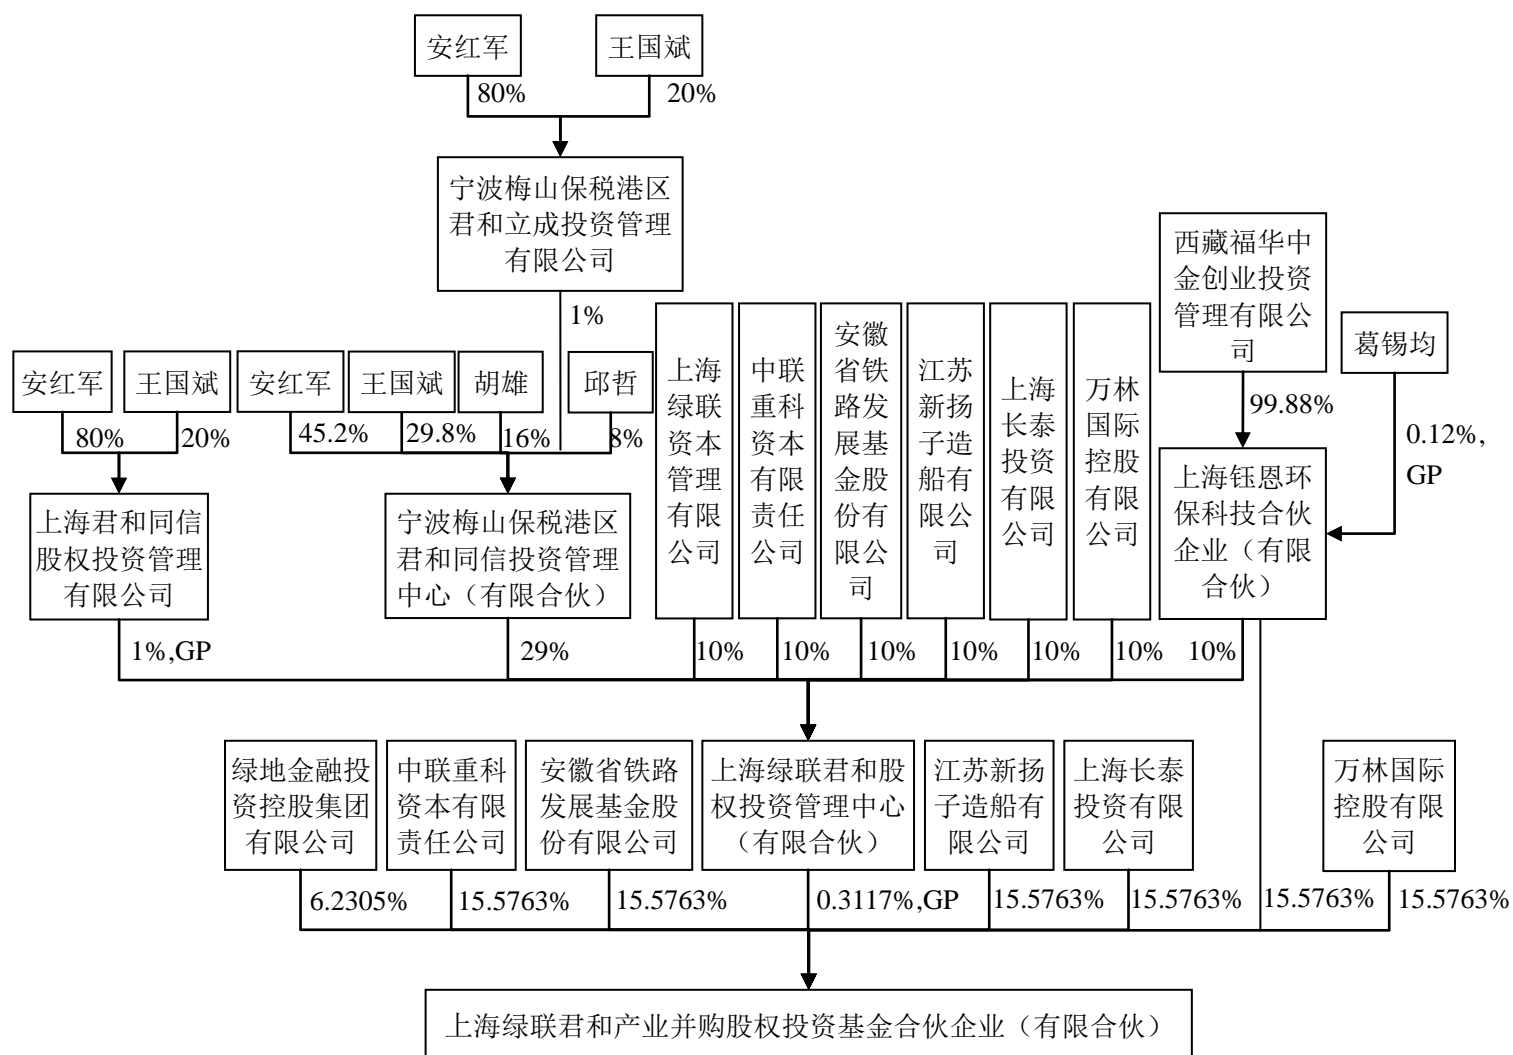 安红军
王国斌
80%
20%
宁波梅山保税港区
君和立成投资管理
有限公司
1%
西藏福华中
金创业投资
管理有限公
司
葛锡均
99.88%
0.12%,
GP
安红军
王国斌
安红军
王国斌
胡雄
邱哲
80%
20%
45.2%
29.8%
16%
8%
上海君和同信
股权投资管理
有限公司
宁波梅山保税港区
君和同信投资管理
中心（有限合伙）
上海
绿联
资本
管理
有限
公司
中联
重科
资本
有限
责任
公司
安徽
省铁
路发
展基
金股
份有
限公
司
江苏
新扬
子造
船有
限公
司
上海
长泰
投资
有限
公司
万林
国际
控股
有限
公司
上海钰恩环
保科技合伙
企业（有限
合伙）
1%,GP
29%
10%
10%
10%
10%
10%
10%
10%
绿地金融投
资控股集团
有限公司
中联重科
资本有限
责任公司
安徽省铁路
发展基金股
份有限公司
上海绿联君和股
权投资管理中心
（有限合伙）
江苏新扬
子造船有
限公司
上海长泰
投资有限
公司
万林国际
控股有限
公司
6.2305%
15.5763%
15.5763%
0.3117%,GP
15.5763%
15.5763%
15.5763%
15.5763%
上海绿联君和产业并购股权投资基金合伙企业（有限合伙）